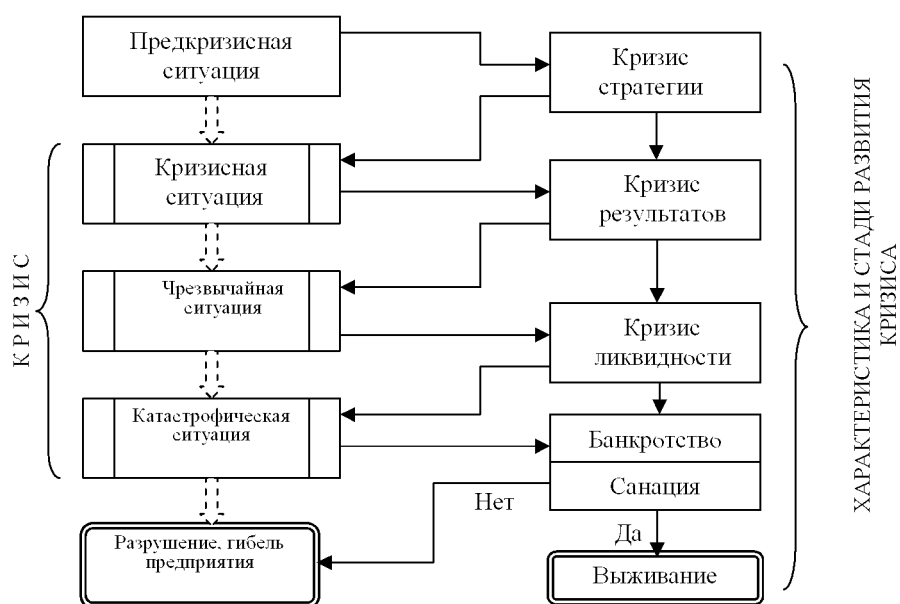 Предкризисная
ситуация
Кризис
стратегии
Кризисная
ситуация
Кризис
результатов
Чрезвычайная
ситуация
Кризис
ликвидности
Катастрофическая
ситуация
Банкротство
Санация
Нет
Да
Разрушение, гибель
предприятия
Выживание
К Р И З И С
ХАРАКТЕРИСТИКА И СТАДИ РАЗВИТИЯ
КРИЗИСА